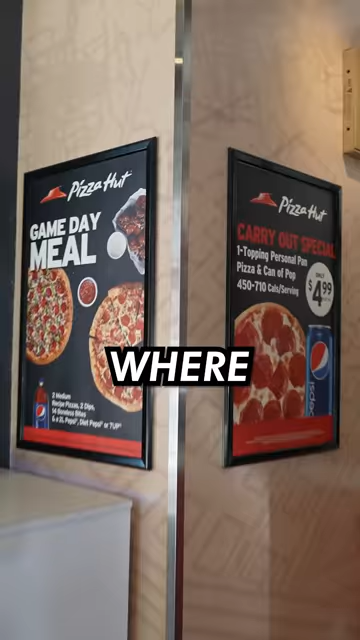 Pizza Hut
GAME DAY
MEAL
2 Medium
Recipe Pizzas, 2 Dips,
14 Boneless Bites
& a 2L Pepsi, Diet Pepsi or 7UP
Pizza Hut
CARRY OUT SPECIAL
1-Topping Personal Pan
Pizza & Can of Pop
450-710 Cals/Serving
ONLY
$4.99
pepsi
WHERE